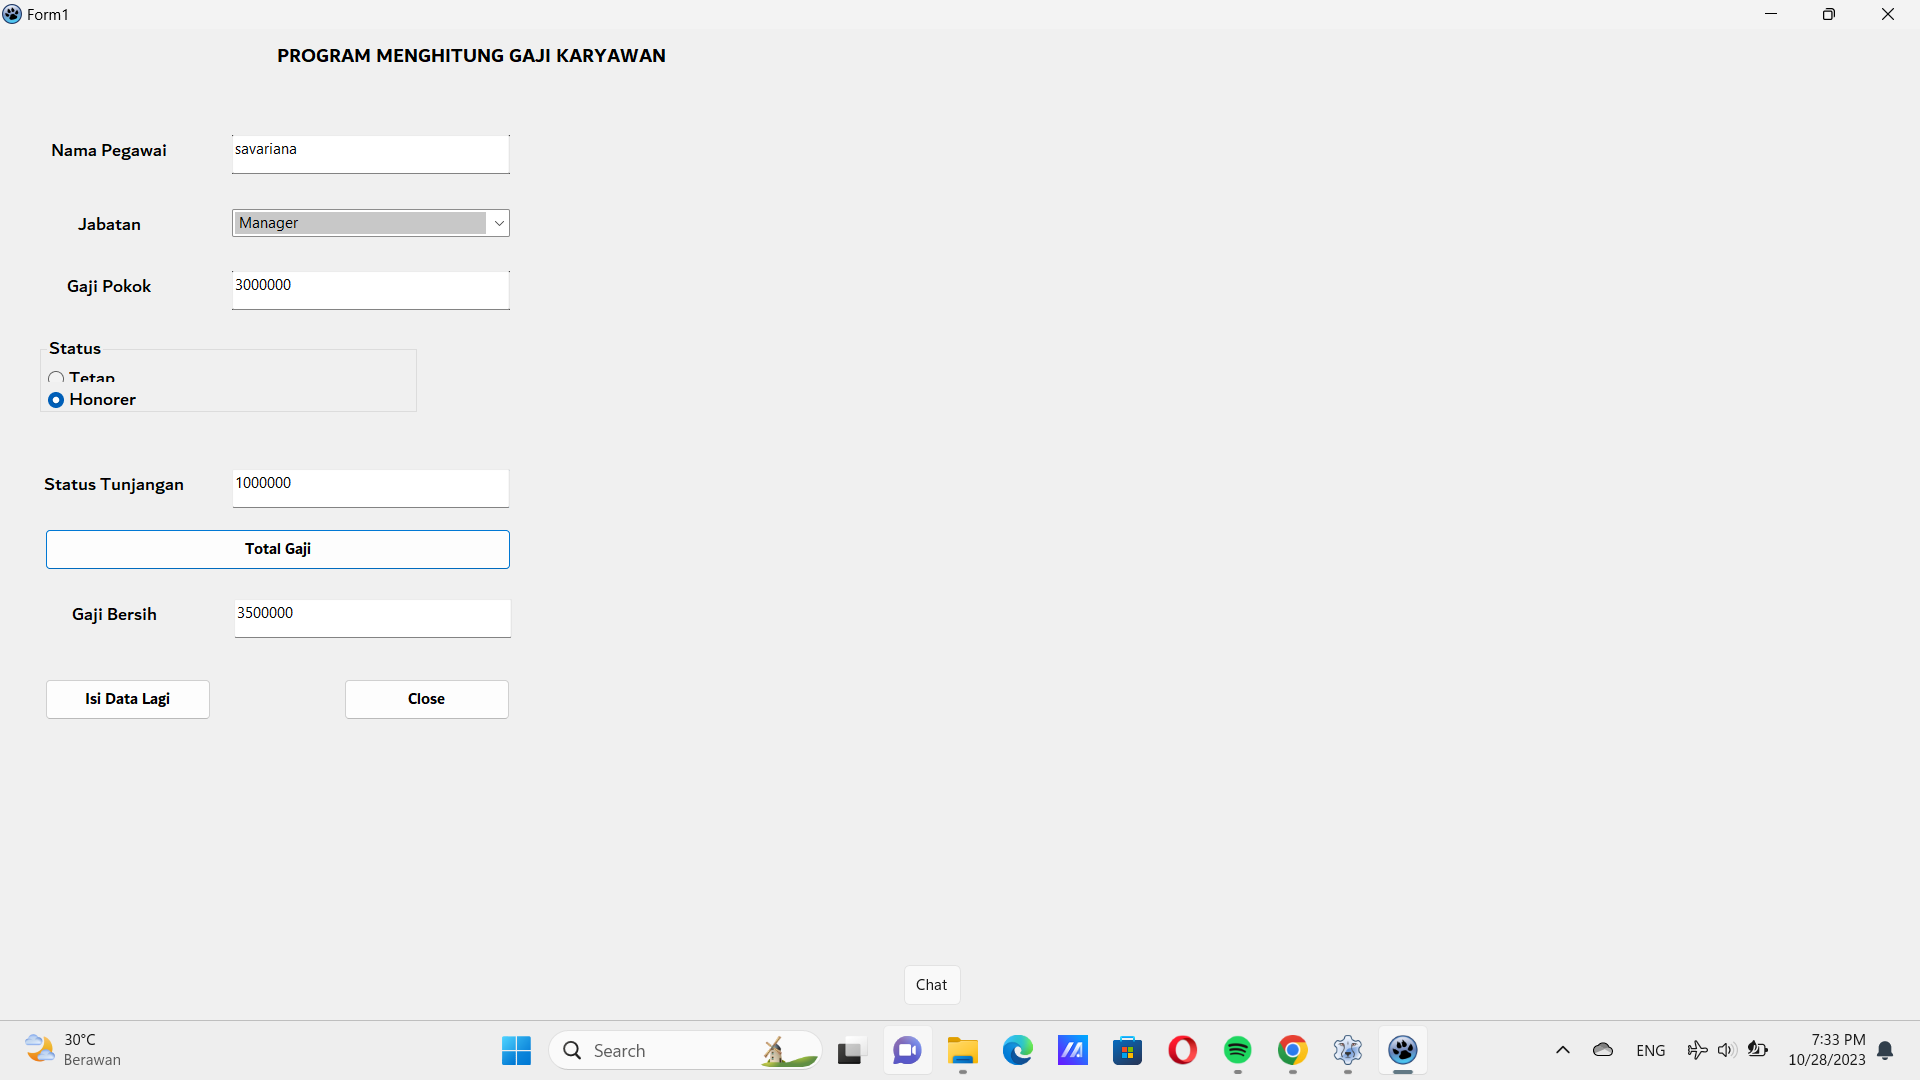 Form1
PROGRAM MENGHITUNG GAJI KARYAWAN
Nama Pegawai savariana
Jabatan Manager
Gaji Pokok 3000000
Status
Tetap
Honorer
Status Tunjangan 1000000
Total Gaji
Gaji Bersih 3500000
Isi Data Lagi Close
Chat
30°C
Berawan
Search
ENG
7:33 PM
10/28/2023